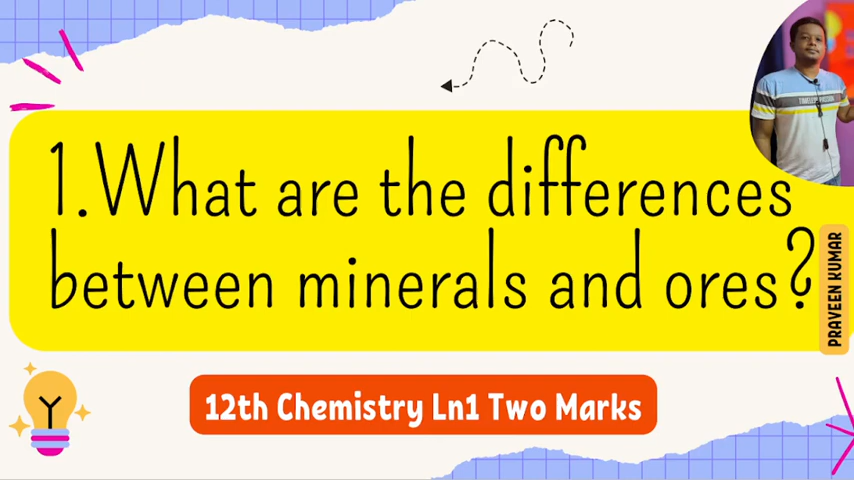 1.What are the differences
between minerals and ores?
PRAVEEN KUMAR
12th Chemistry Ln1 Two Marks